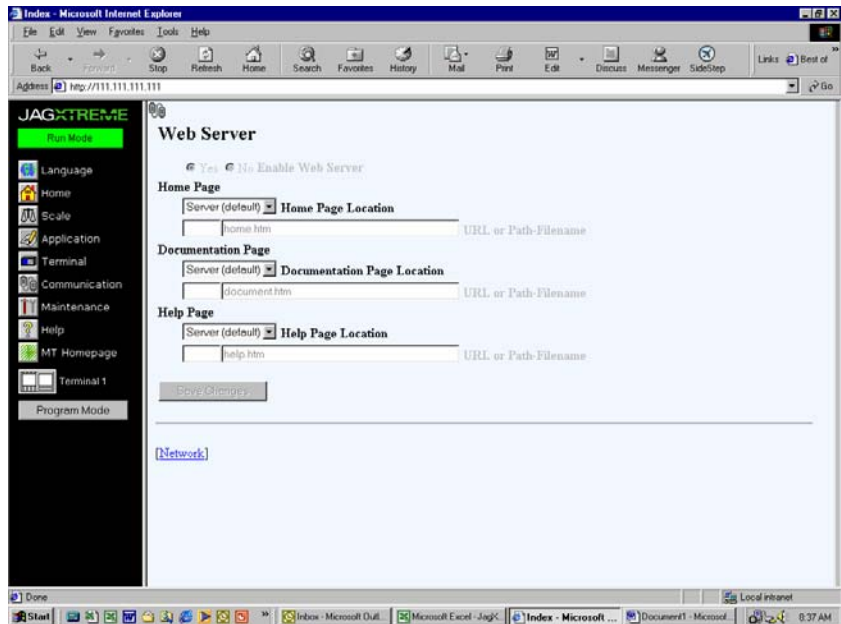 Index - Microsoft Internet Explorer
File Edit View Favorites Tools Help
Back Forward Stop Refresh Home Search Favorites History Mail Print Edit Discuss Messenger SideStep Links Best of
Address http://111.111.111.111 Go
JAGXTREME
Run Mode
Language
Home
Scale
Application
Terminal
Communication
Maintenance
Help
MT Homepage
Terminal 1
Program Mode
Web Server
Yes No Enable Web Server
Home Page
Server (default) Home Page Location
home.htm URL or Path-Filename
Documentation Page
Server (default) Documentation Page Location
document.htm URL or Path-Filename
Help Page
Server (default) Help Page Location
help.htm URL or Path-Filename
Save Changes
[Network]
Done Local intranet
Start Inbox - Microsoft Outl... Microsoft Excel - JagX... Index - Microsoft ... Document1 - Microsof... 8:37 AM